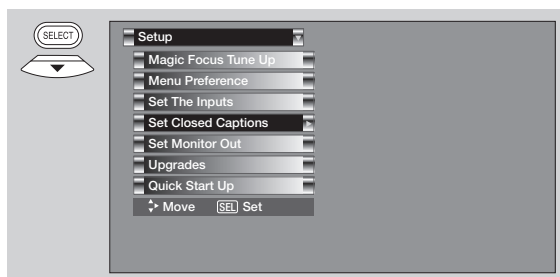 SELECT
Setup
Magic Focus Tune Up
Menu Preference
Set The Inputs
Set Closed Captions
Set Monitor Out
Upgrades
Quick Start Up
Move SEL Set